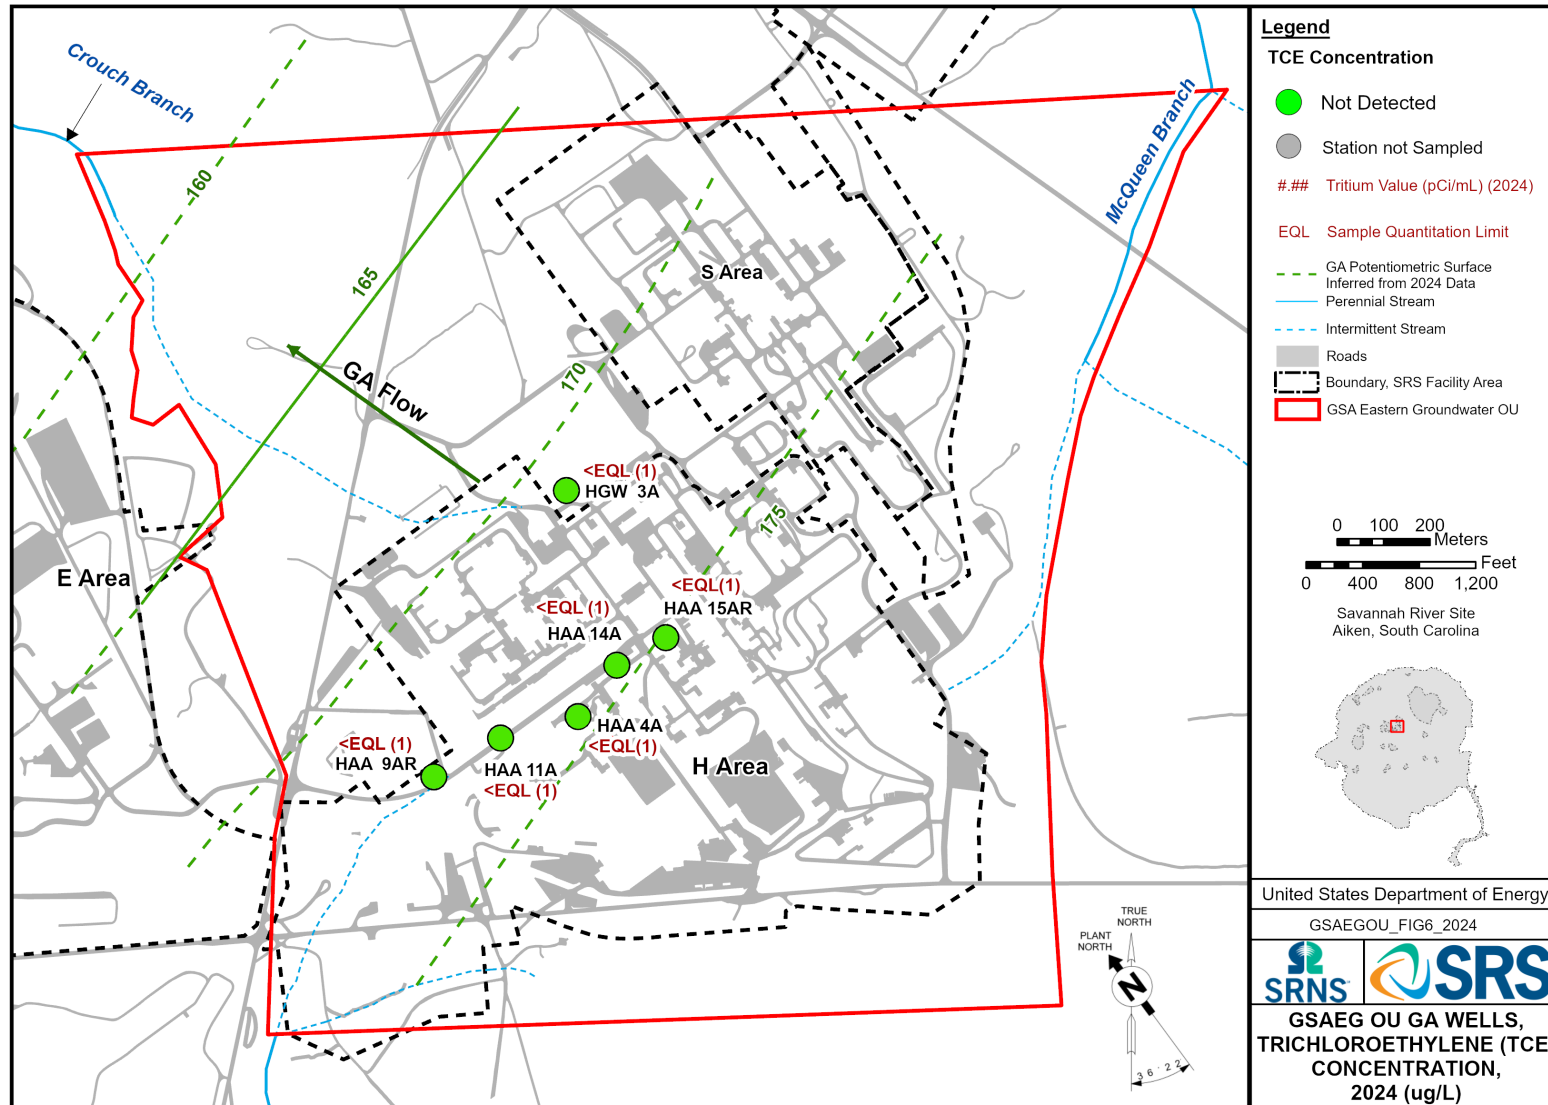 Crouch Branch
160
165
GA Flow
170
175
S Area
McQueen Branch
E Area
<EQL (1)
HGW 3A
<EQL(1)
HAA 15AR
<EQL (1)
HAA 14A
HAA 4A
<EQL(1)
<EQL (1)
HAA 9AR
HAA 11A
<EQL (1)
H Area
TRUE
NORTH
PLANT
NORTH
N
36°22'
Legend
TCE Concentration
Not Detected
Station not Sampled
#.## Tritium Value (pCi/mL) (2024)
EQL Sample Quantitation Limit
GA Potentiometric Surface
Inferred from 2024 Data
Perennial Stream
Intermittent Stream
Roads
Boundary, SRS Facility Area
GSA Eastern Groundwater OU
0 100 200
Meters
Feet
0 400 800 1,200
Savannah River Site
Aiken, South Carolina
United States Department of Energy
GSAEGOU_FIG6_2024
SRNS
SRS
GSAEG OU GA WELLS,
TRICHLOROETHYLENE (TCE
CONCENTRATION,
2024 (ug/L)